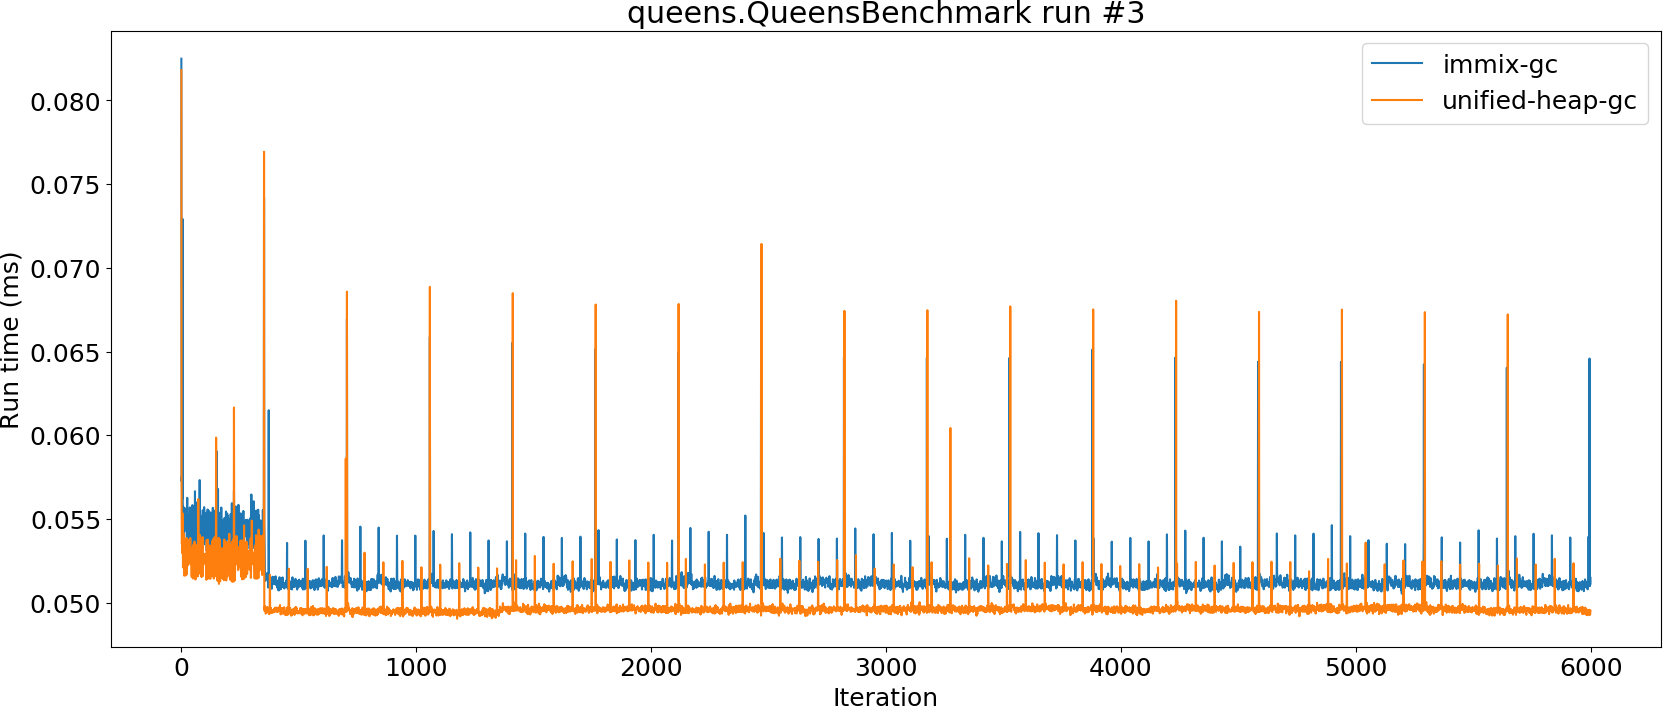 queens.QueensBenchmark run #3
immix-gc
unified-heap-gc
Run time (ms)
0.080
0.075
0.070
0.065
0.060
0.055
0.050
0 1000 2000 3000 4000 5000 6000
Iteration